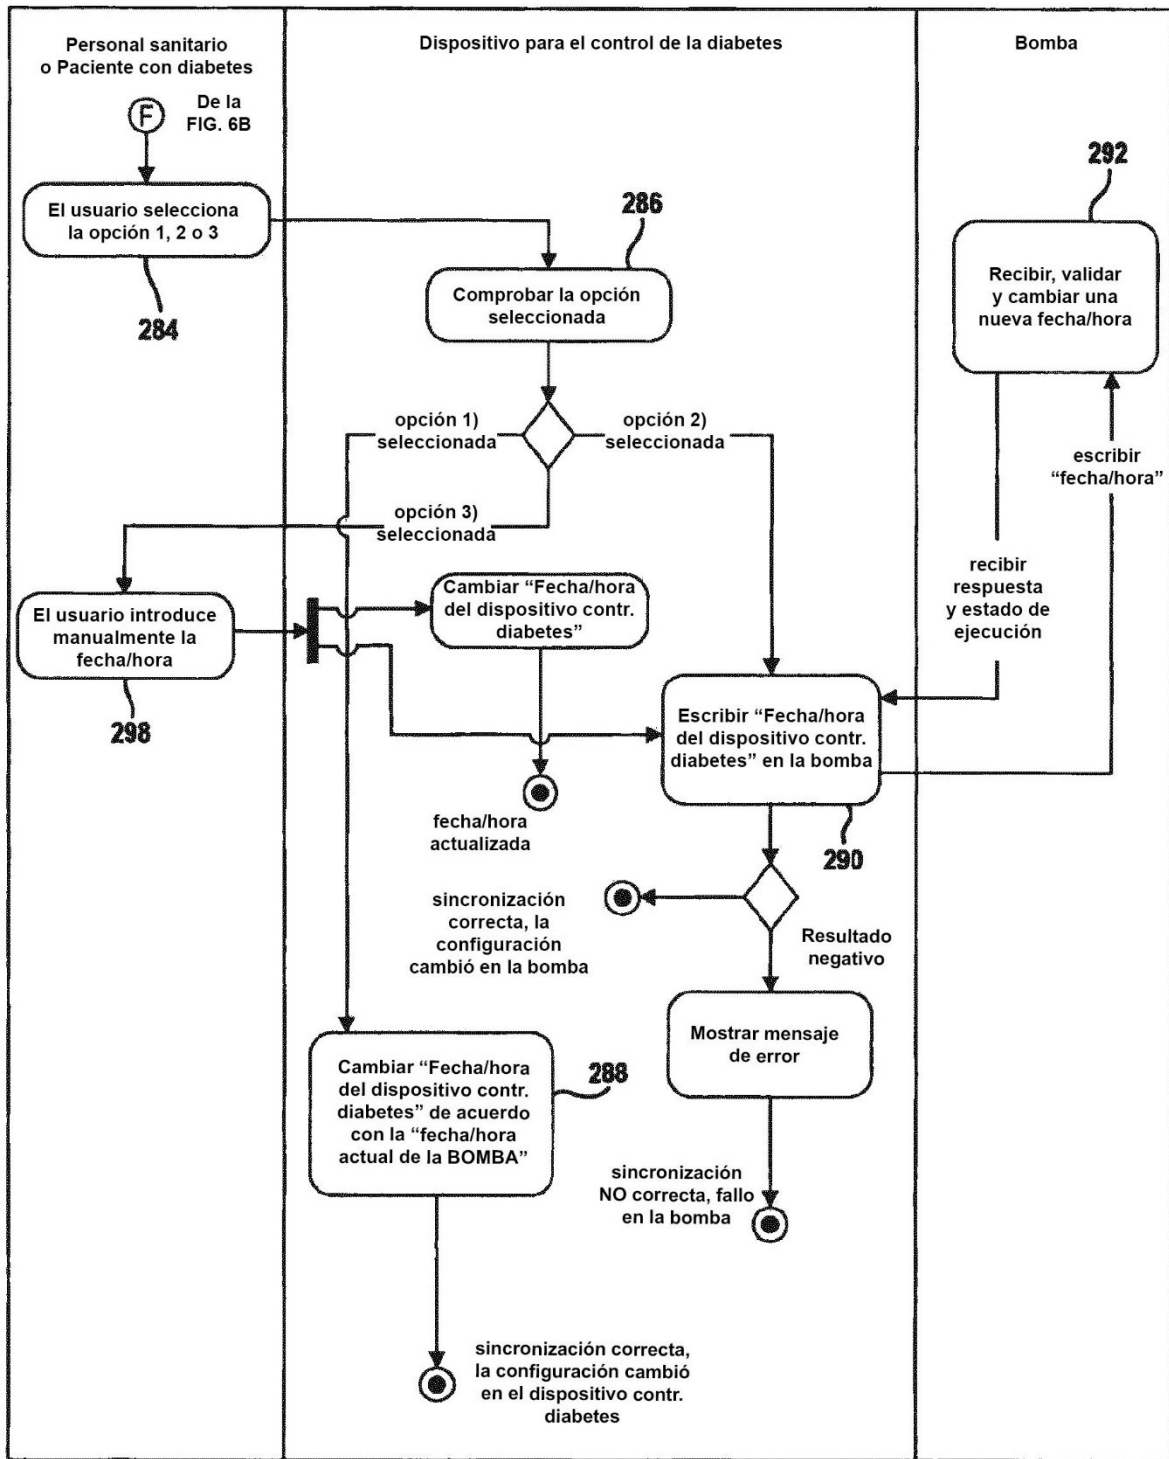 Personal sanitario
o Paciente con diabetes
Dispositivo para el control de la diabetes
Bomba
F
De la
FIG. 6B
El usuario selecciona
la opción 1, 2 o 3
284
286
Comprobar la opción
seleccionada
292
Recibir, validar
y cambiar una
nueva fecha/hora
opción 1)
seleccionada
opción 2)
seleccionada
opción 3)
seleccionada
escribir
“fecha/hora”
recibir
respuesta
y estado de
ejecución
El usuario introduce
manualmente la
fecha/hora
298
Cambiar “Fecha/hora
del dispositivo contr.
diabetes”
fecha/hora
actualizada
Escribir “Fecha/hora
del dispositivo contr.
diabetes” en la bomba
290
sincronización
correcta, la
configuración
cambió en la bomba
Resultado
negativo
Mostrar mensaje
de error
sincronización
NO correcta, fallo
en la bomba
Cambiar “Fecha/hora
del dispositivo contr.
diabetes” de acuerdo
con la “fecha/hora
actual de la BOMBA”
288
sincronización correcta,
la configuración cambió
en el dispositivo contr.
diabetes